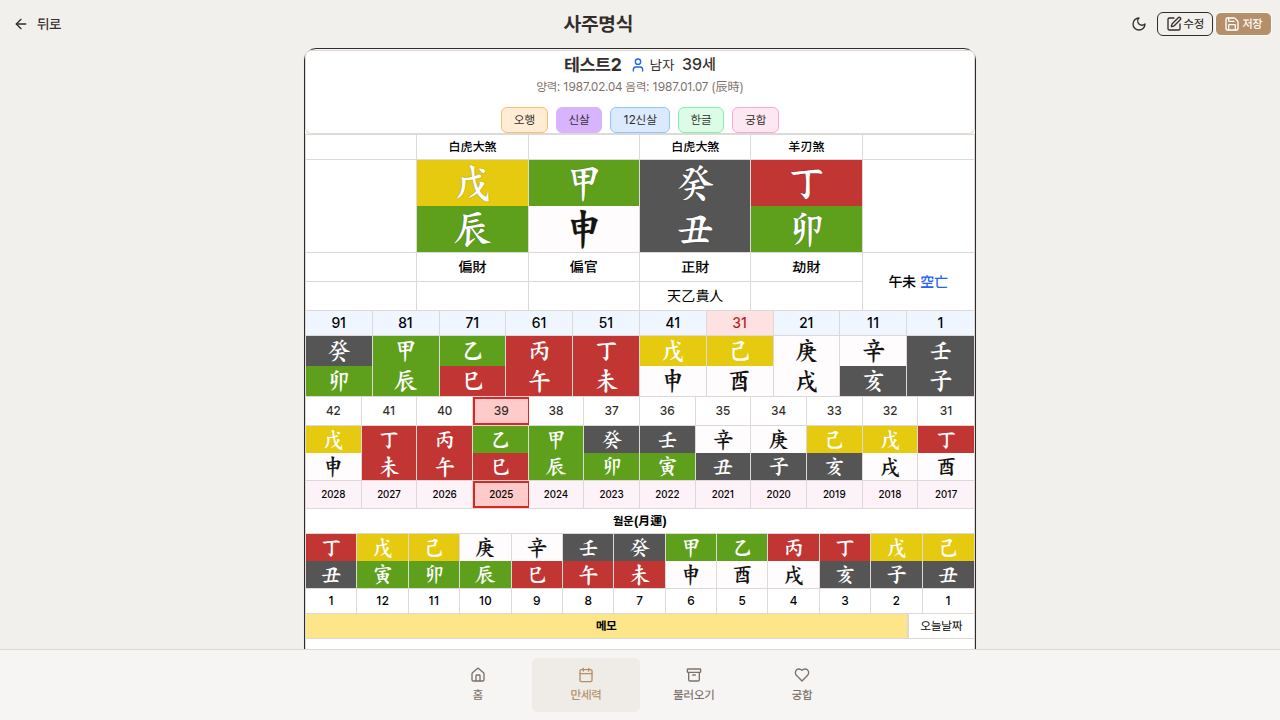 뒤로 사주명식 수정 저장
테스트2 남자 39세
양력: 1987.02.04 음력: 1987.01.07 (辰時)
오행 신살 12신살 한글 궁합
白虎大煞 白虎大煞 羊刃煞
戊 甲 癸 丁
辰 申 丑 卯
偏財 偏官 正財 劫財
午未 空亡
天乙貴人
91 81 71 61 51 41 31 21 11 1
癸 甲 乙 丙 丁 戊 己 庚 辛 壬
卯 辰 巳 午 未 申 酉 戌 亥 子
42 41 40 39 38 37 36 35 34 33 32 31
戊 丁 丙 乙 甲 癸 壬 辛 庚 己 戊 丁
申 未 午 巳 辰 卯 寅 丑 子 亥 戌 酉
2028 2027 2026 2025 2024 2023 2022 2021 2020 2019 2018 2017
월운(月運)
丁 戊 己 庚 辛 壬 癸 甲 乙 丙 丁 戊 己
丑 寅 卯 辰 巳 午 未 申 酉 戌 亥 子 丑
1 12 11 10 9 8 7 6 5 4 3 2 1
메모 오늘날짜
홈 만세력 불러오기 궁합